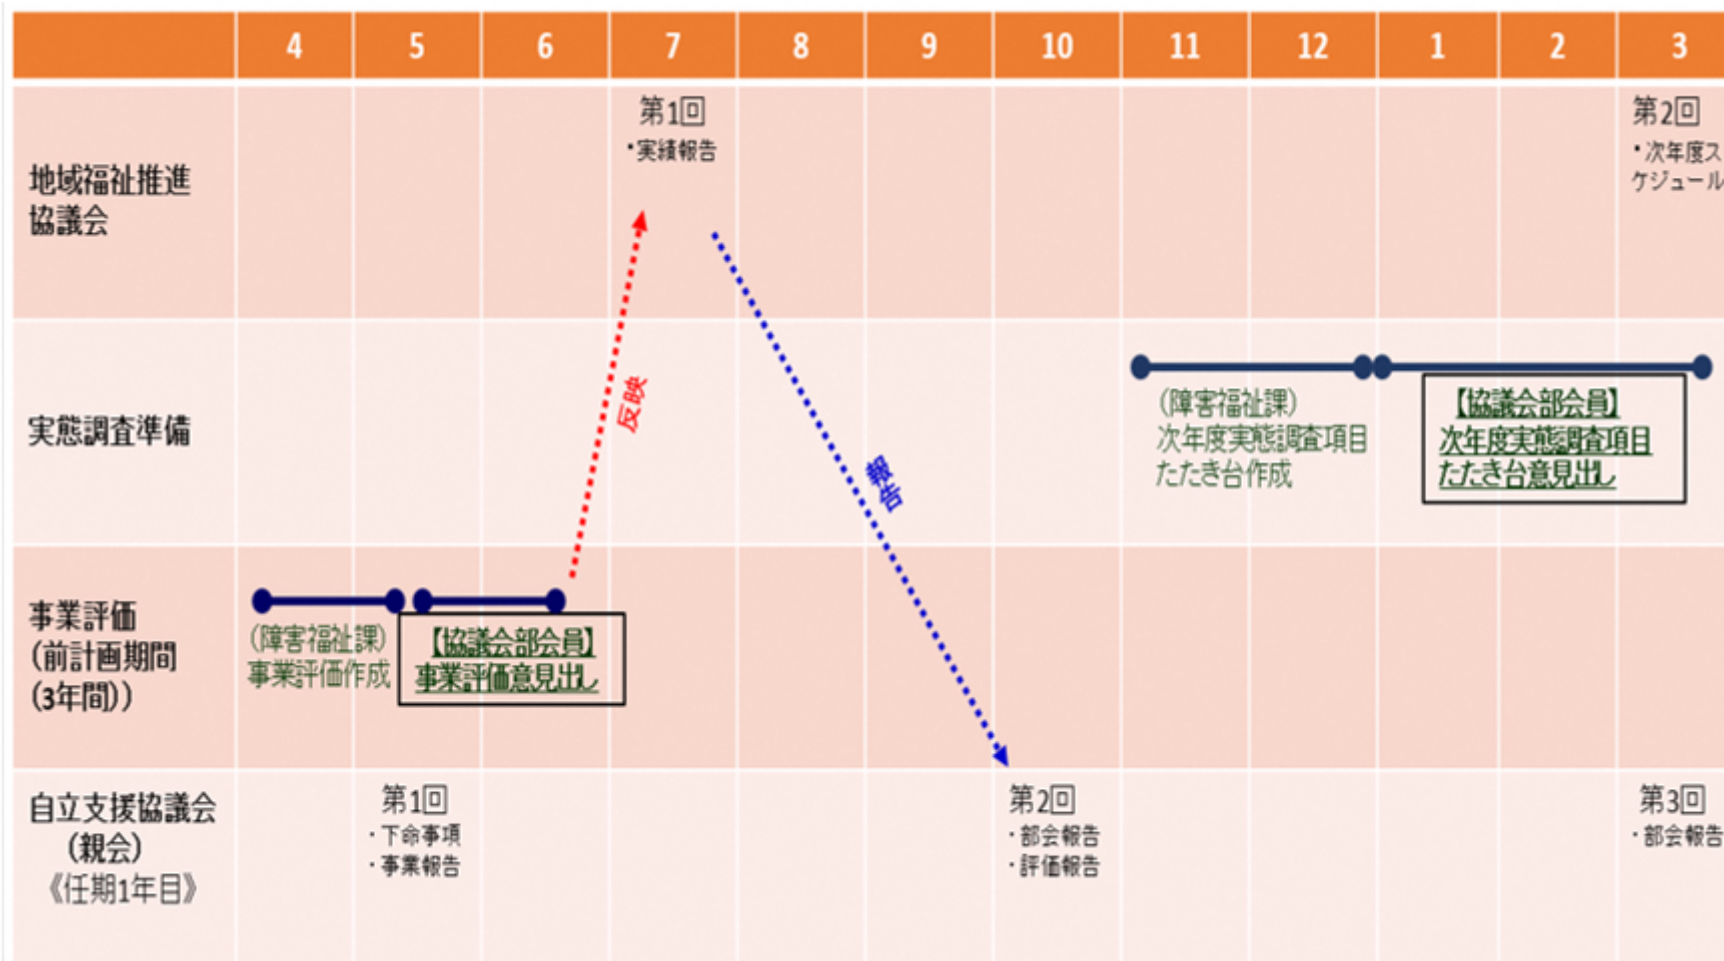 4 5 6 7 8 9 10 11 12 1 2 3
地域福祉推進
協議会
第1回
・実績報告
第2回
・次年度ス
ケジュール
実態調査準備
反映
報告
(障害福祉課)
次年度実態調査項目
たたき台作成
【協議会部会員】
次年度実態調査項目
たたき台意見出し
事業評価
(前計画期間
(3年間))
(障害福祉課)
事業評価作成
【協議会部会員】
事業評価意見出し
自立支援協議会
(親会)
《任期1年目》
第1回
・下命事項
・事業報告
第2回
・部会報告
・評価報告
第3回
・部会報告